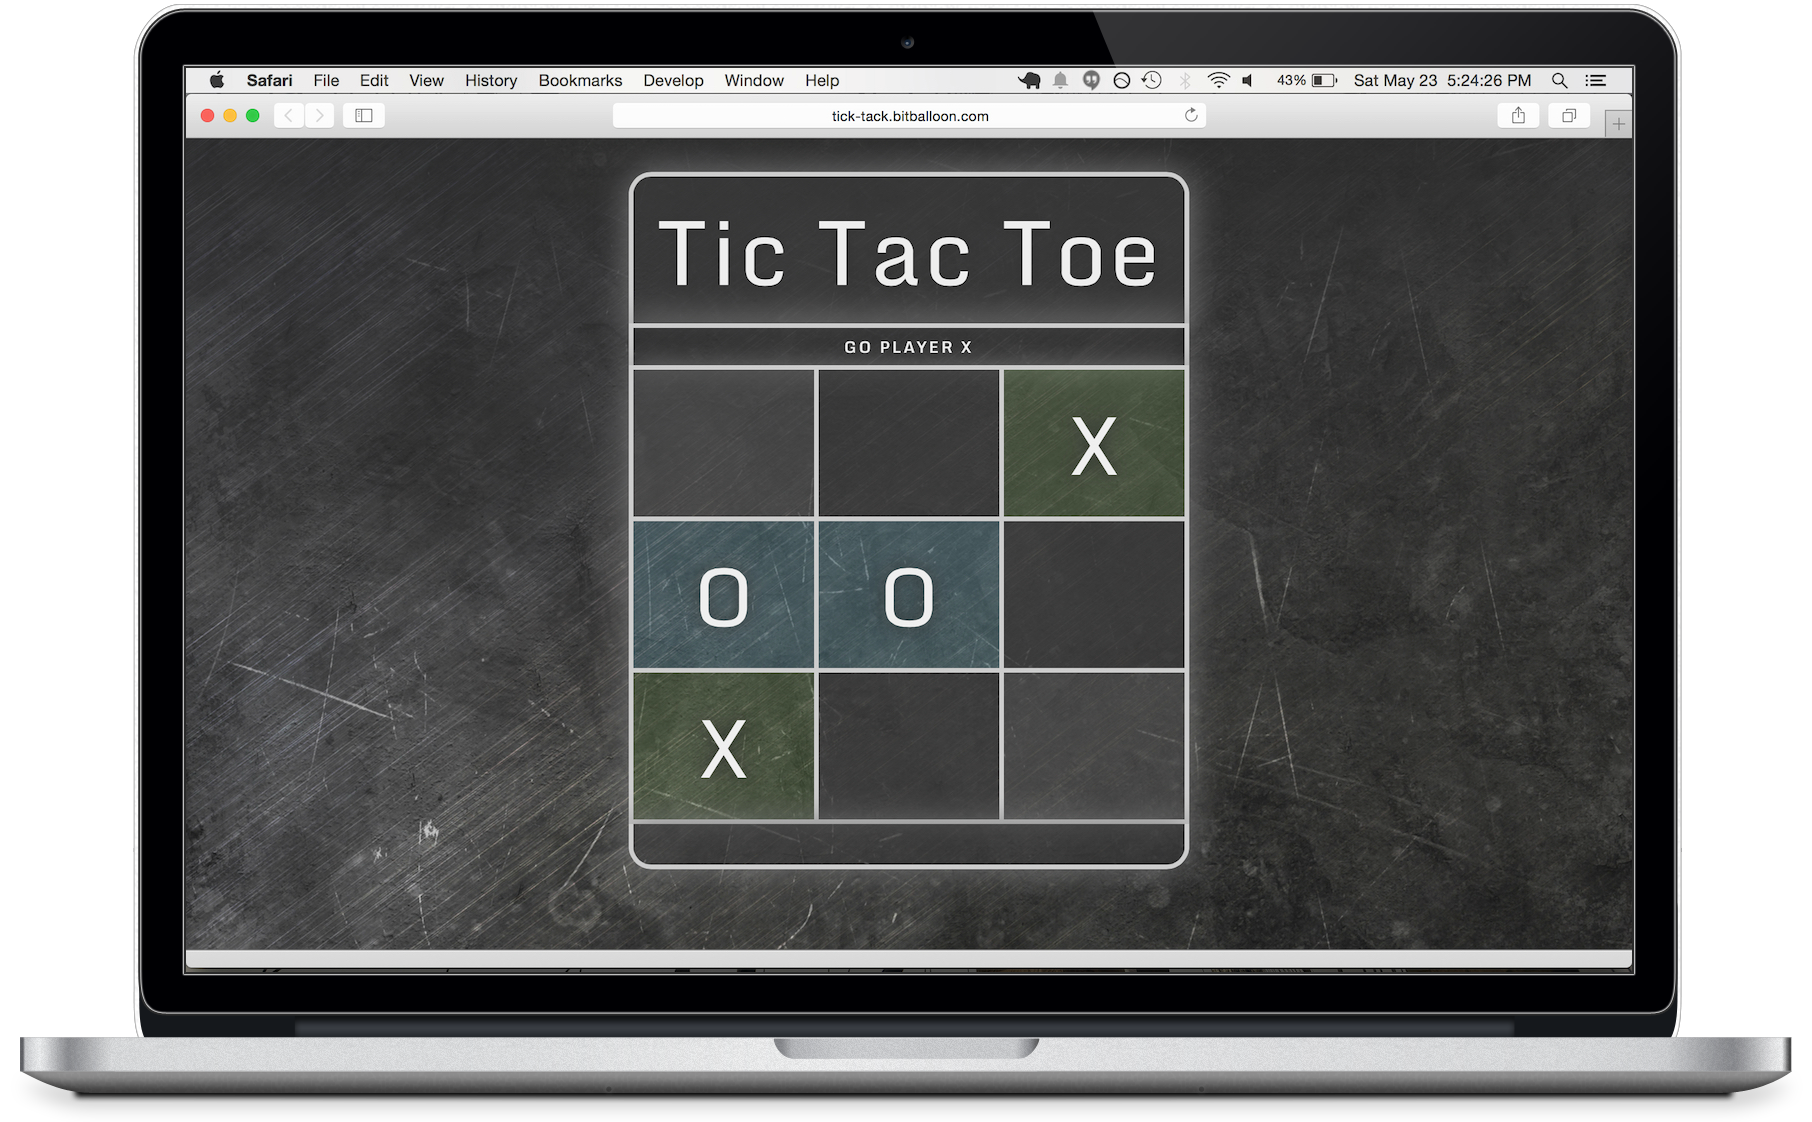 Safari File Edit View History Bookmarks Develop Window Help 43% Sat May 23 5:24:26 PM
tick-tack.bitballoon.com
Tic Tac Toe
GO PLAYER X
X
O O
X